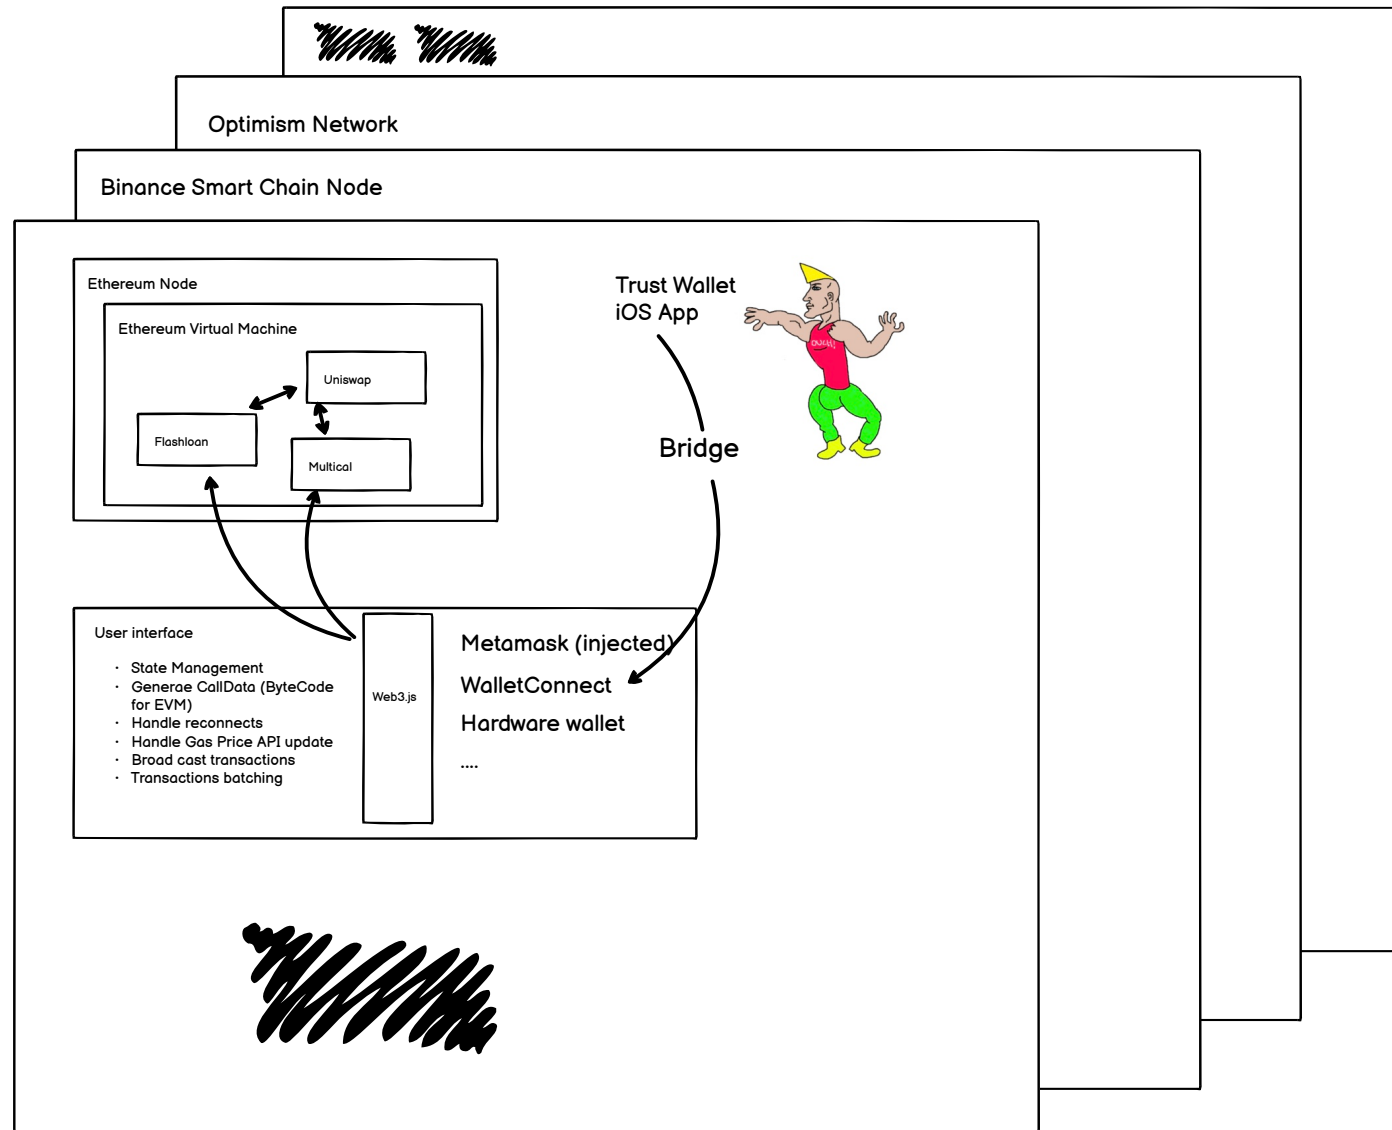 Optimism Network
Binance Smart Chain Node
Ethereum Node
Ethereum Virtual Machine
Uniswap
Flashloan
Multical
Trust Wallet
iOS App
Bridge
User interface
· State Management
· Generae CallData (ByteCode
for EVM)
· Handle reconnects
· Handle Gas Price API update
· Broad cast transactions
· Transactions batching
Web3.js
Metamask (injected)
WalletConnect
Hardware wallet
....